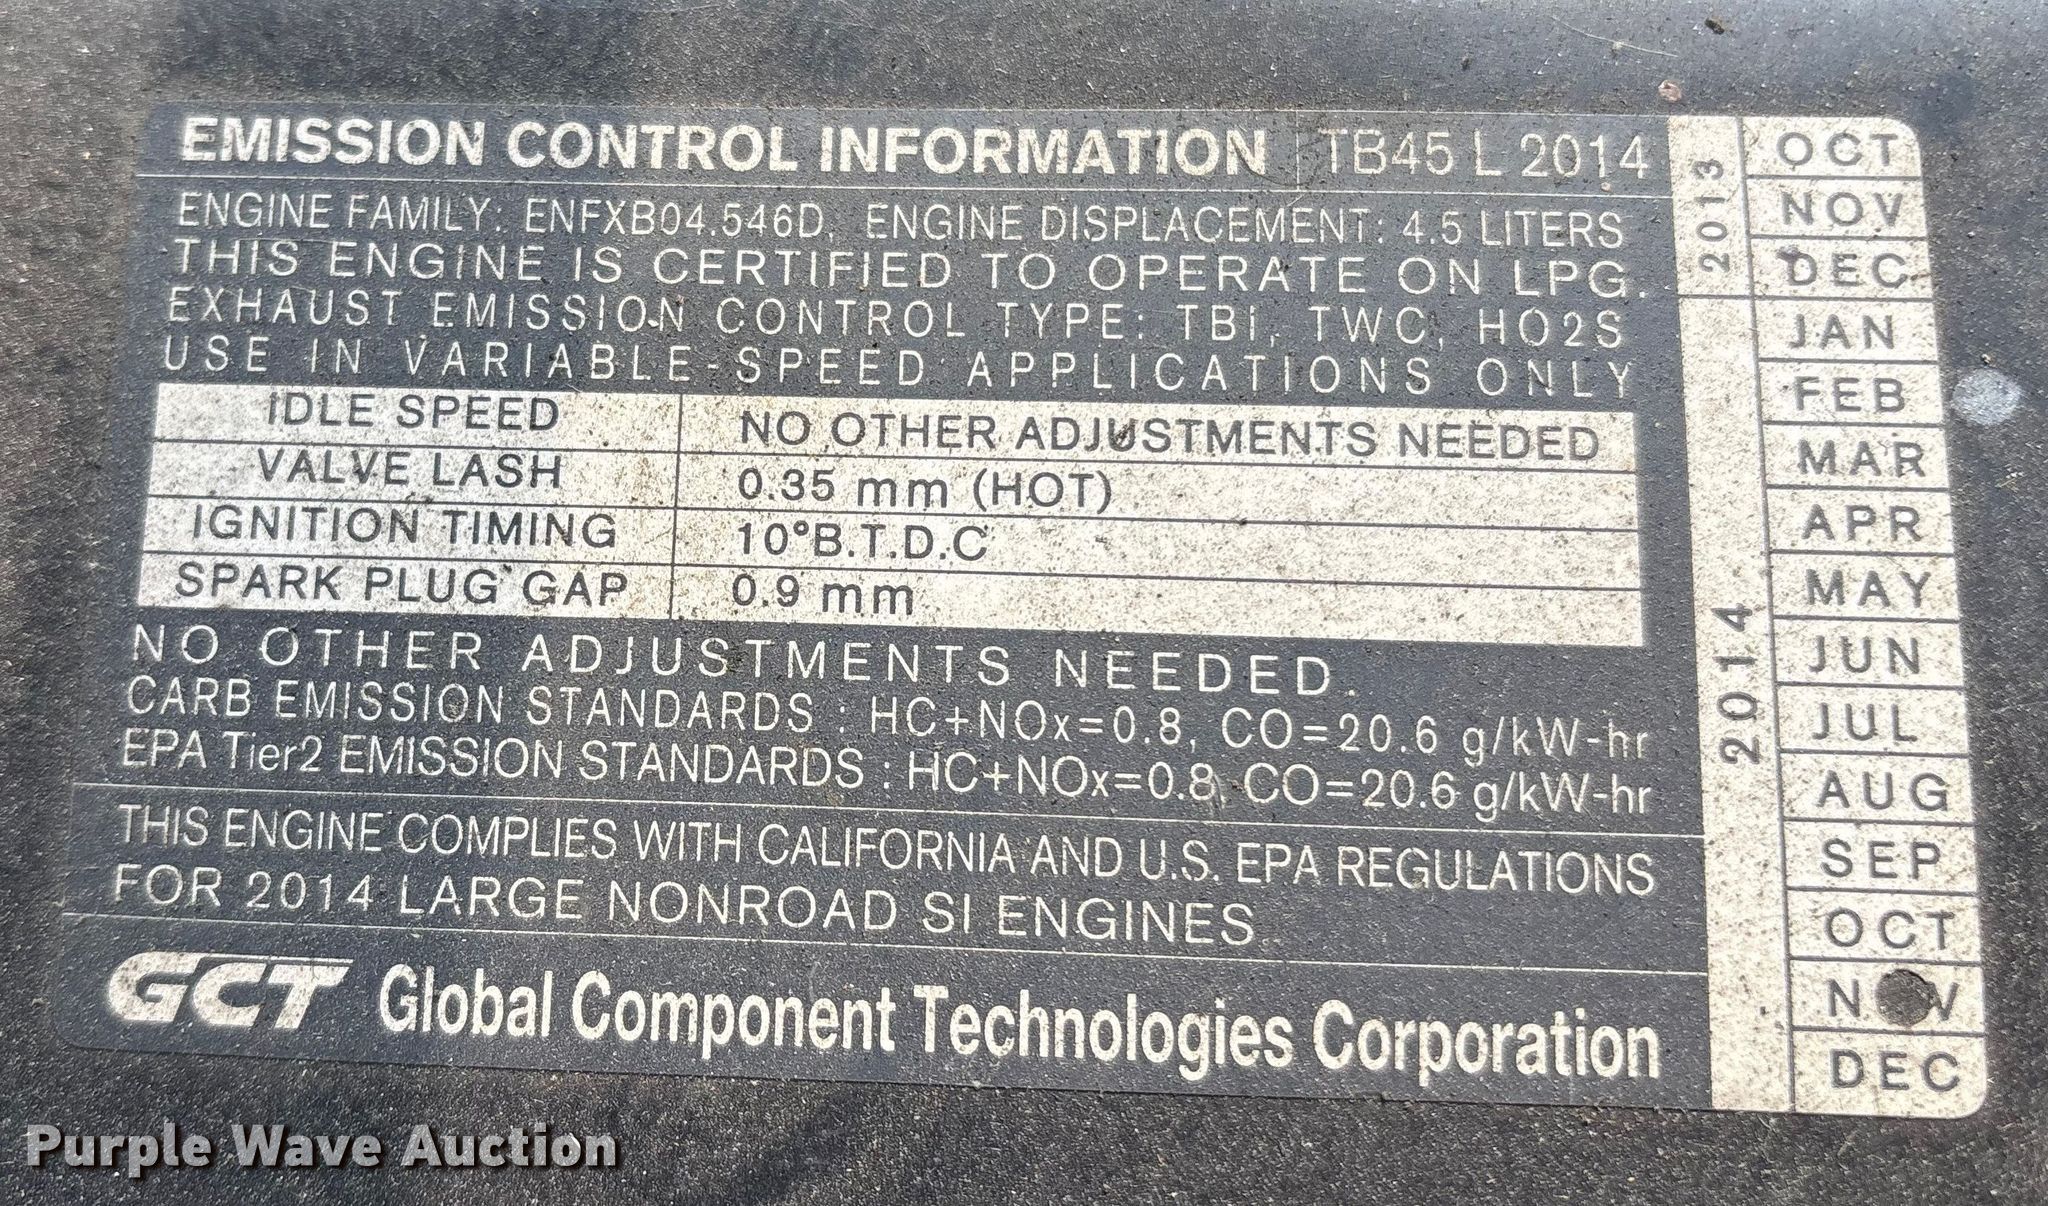 EMISSION CONTROL INFORMATION TB45 L 2014
ENGINE FAMILY: ENFXB04.546D, ENGINE DISPLACEMENT: 4.5 LITERS
THIS ENGINE IS CERTIFIED TO OPERATE ON LPG.
EXHAUST EMISSION CONTROL TYPE: TBi, TWC, HO2S
USE IN VARIABLE-SPEED APPLICATIONS ONLY
IDLE SPEED NO OTHER ADJUSTMENTS NEEDED
VALVE LASH 0.35 mm (HOT)
IGNITION TIMING 10°B.T.D.C
SPARK PLUG GAP 0.9 mm
NO OTHER ADJUSTMENTS NEEDED.
CARB EMISSION STANDARDS : HC+NOx=0.8, CO=20.6 g/kW-hr
EPA Tier2 EMISSION STANDARDS : HC+NOx=0.8, CO=20.6 g/kW-hr
THIS ENGINE COMPLIES WITH CALIFORNIA AND U.S. EPA REGULATIONS
FOR 2014 LARGE NONROAD SI ENGINES
GCT Global Component Technologies Corporation
2013
OCT
NOV
DEC
2014
JAN
FEB
MAR
APR
MAY
JUN
JUL
AUG
SEP
OCT
NOV
DEC
Purple Wave Auction